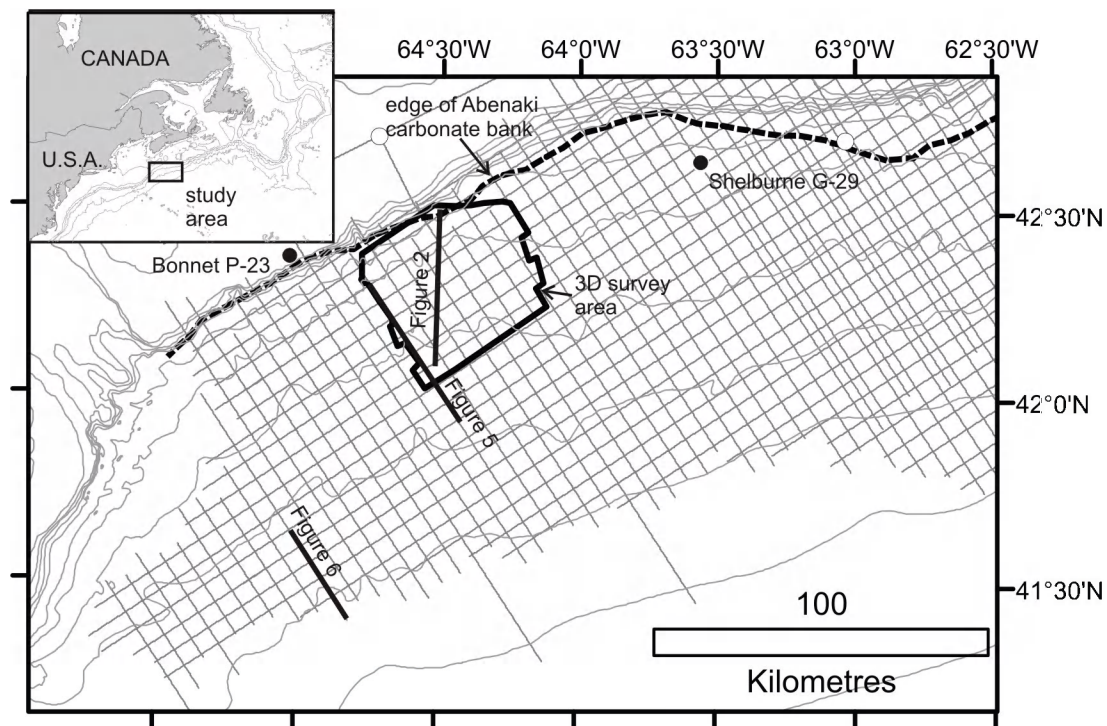 CANADA
U.S.A.
study
area
64°30'W
64°0'W
63°30'W
63°0'W
62°30'W
edge of Abenaki
carbonate bank
Shelburne G-29
42°30'N
Bonnet P-23
Figure 2
3D survey
area
Figure 5
42°0'N
Figure 6
41°30'N
100
Kilometres